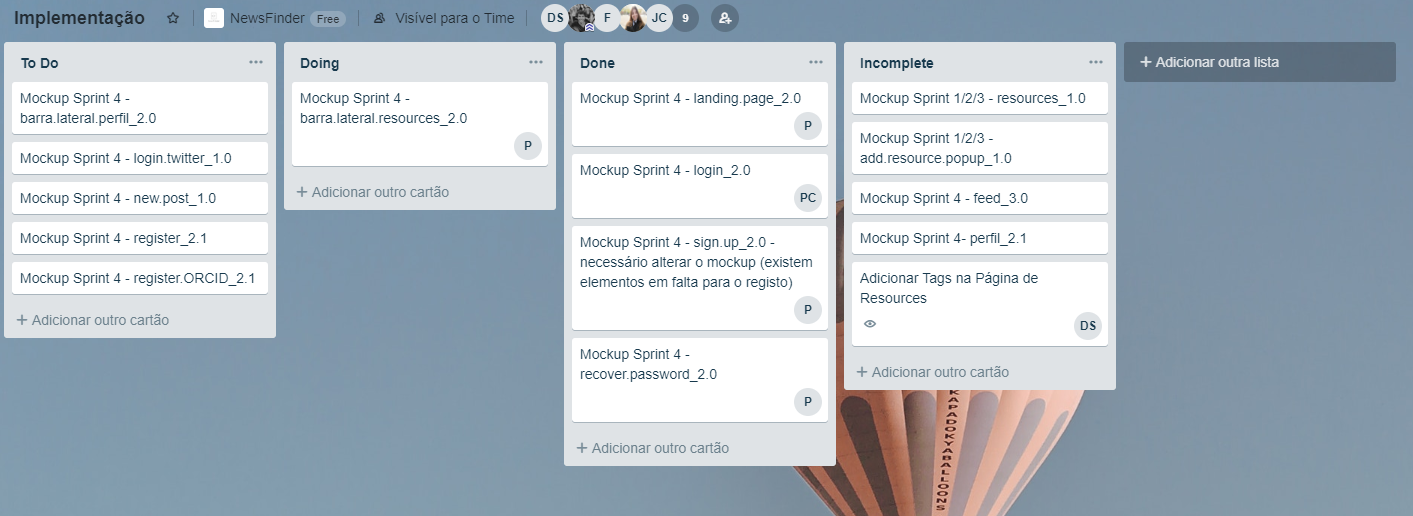 Implementação
NewsFinder
Free
Visível para o Time
DS
F
JC
9
To Do
Mockup Sprint 4 -
barra.lateral.perfil_2.0
Mockup Sprint 4 - login.twitter_1.0
Mockup Sprint 4 - new.post_1.0
Mockup Sprint 4 - register_2.1
Mockup Sprint 4 - register.ORCID_2.1
+ Adicionar outro cartão
Doing
Mockup Sprint 4 -
barra.lateral.resources_2.0
P
+ Adicionar outro cartão
Done
Mockup Sprint 4 - landing.page_2.0
P
Mockup Sprint 4 - login_2.0
PC
Mockup Sprint 4 - sign.up_2.0 -
necessário alterar o mockup (existem
elementos em falta para o registo)
P
Mockup Sprint 4 -
recover.password_2.0
P
+ Adicionar outro cartão
Incomplete
Mockup Sprint 1/2/3 - resources_1.0
Mockup Sprint 1/2/3 -
add.resource.popup_1.0
Mockup Sprint 4 - feed_3.0
Mockup Sprint 4- perfil_2.1
Adicionar Tags na Página de
Resources
DS
+ Adicionar outro cartão
+ Adicionar outra lista
KAPADOKYABALLOONS